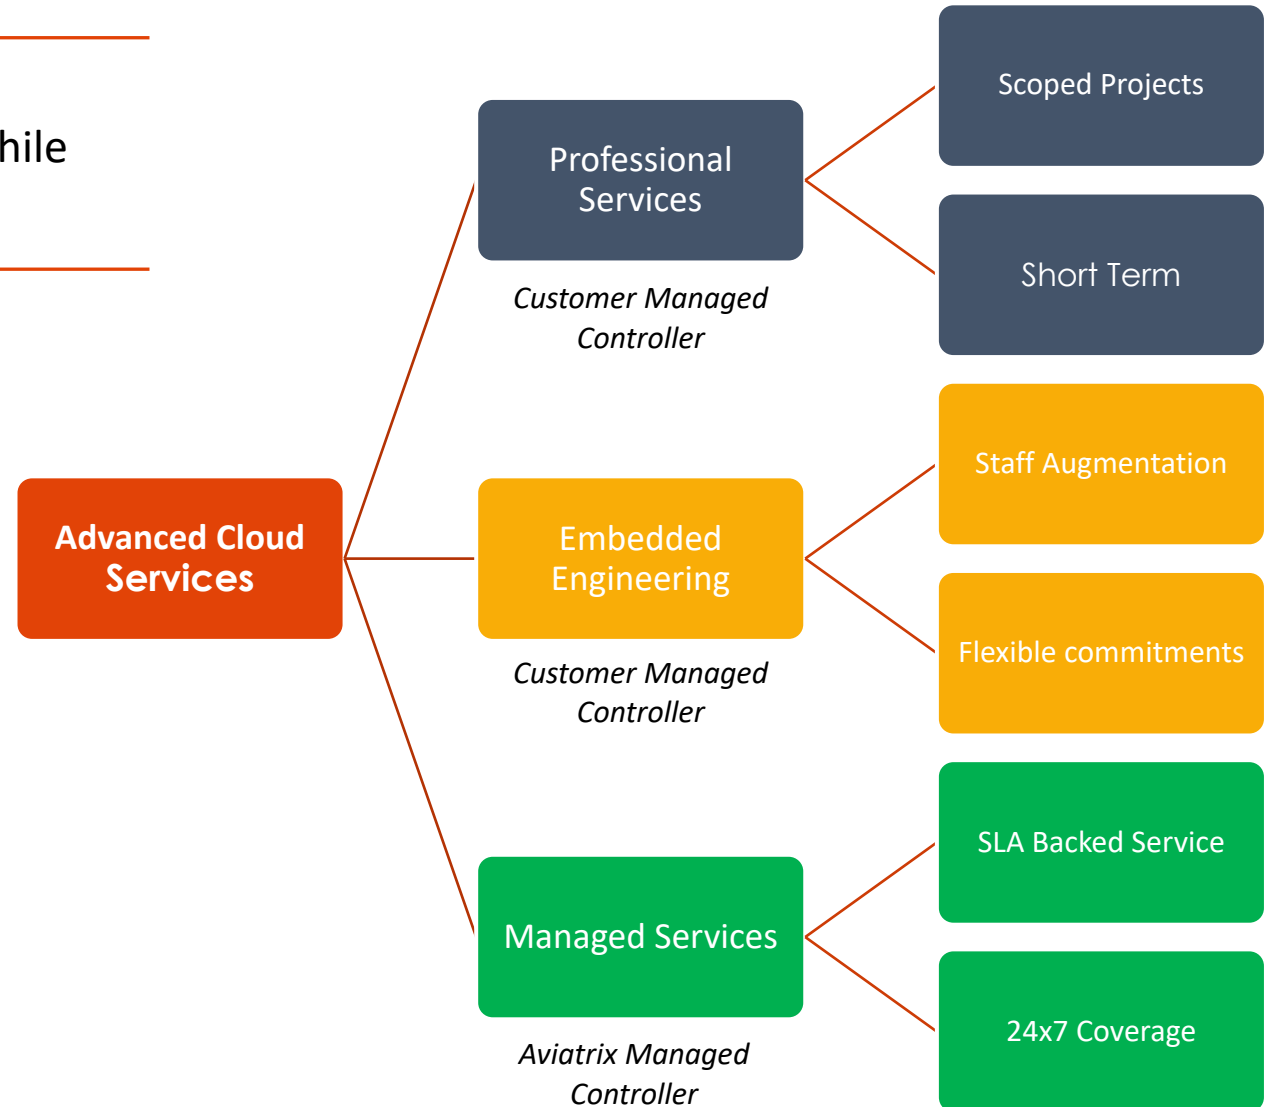 hile
Scoped Projects
Professional
Services
Customer Managed
Controller
Short Term
Advanced Cloud
Services
Embedded
Engineering
Customer Managed
Controller
Staff Augmentation
Flexible commitments
Managed Services
Aviatrix Managed
Controller
SLA Backed Service
24x7 Coverage